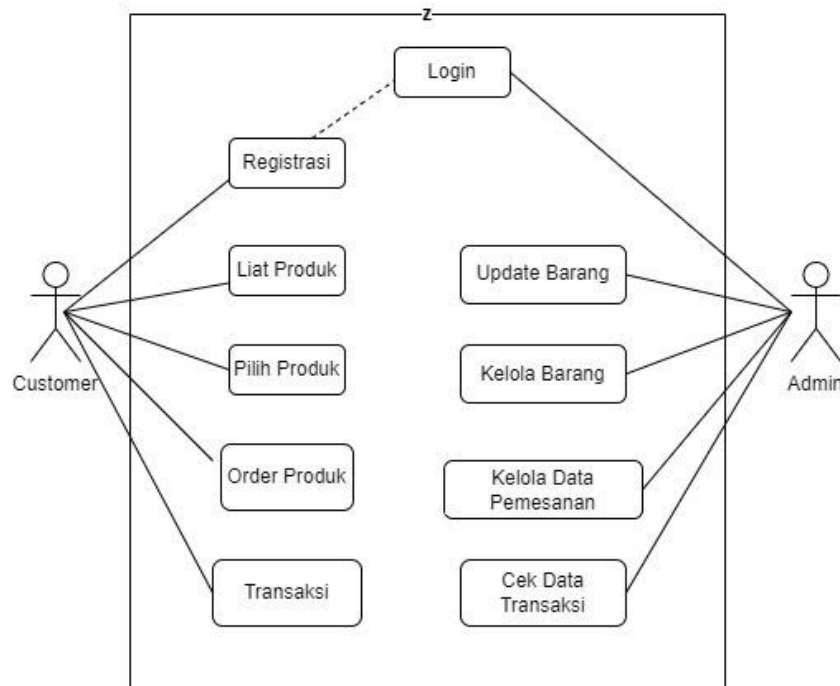 z
Login
Registrasi
Liat Produk
Update Barang
Pilih Produk
Kelola Barang
Customer
Admin
Order Produk
Kelola Data
Pemesanan
Transaksi
Cek Data
Transaksi